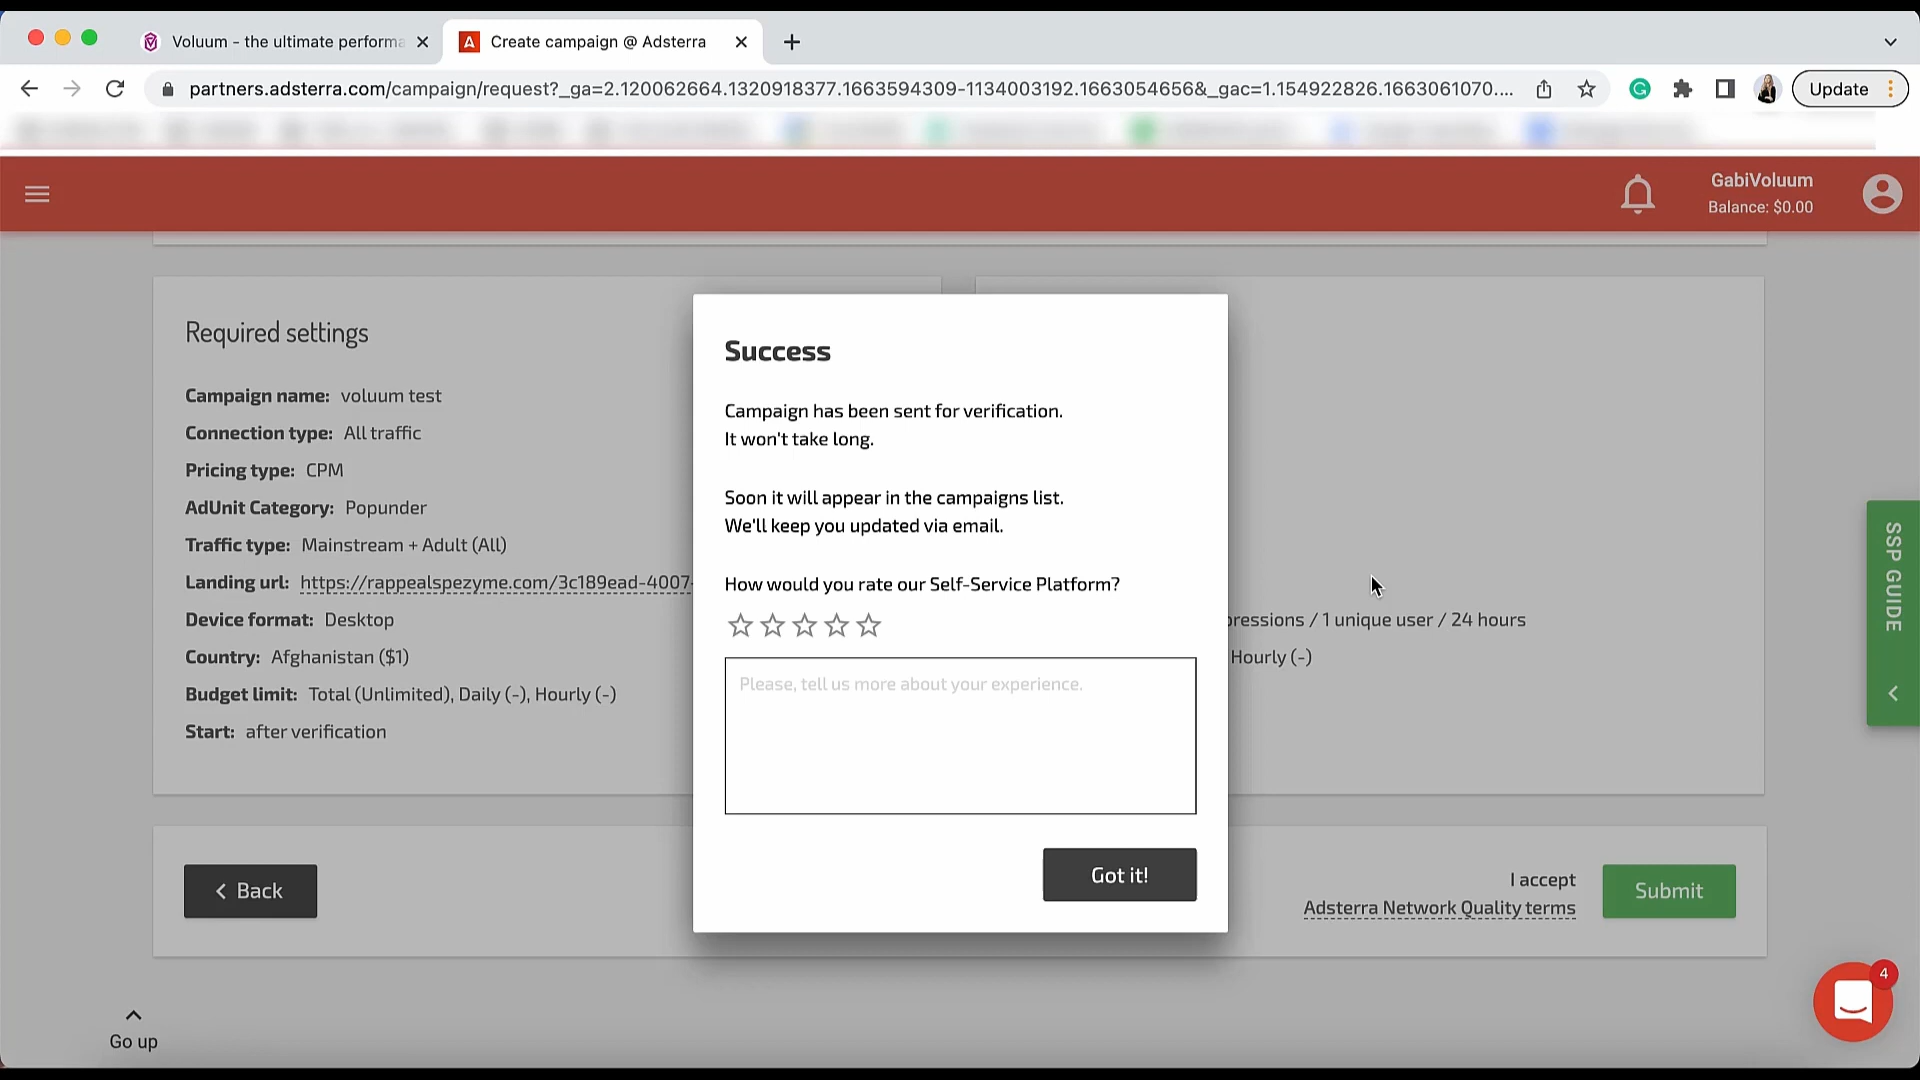 Voluum - the ultimate performa
Create campaign @ Adsterra
partners.adsterra.com/campaign/request?_ga=2.120062664.1320918377.1663594309-1134003192.1663054656&_gac=1.154922826.1663061070....
Update
GabiVoluum
Balance: $0.00
Required settings
Campaign name: voluum test
Connection type: All traffic
Pricing type: CPM
AdUnit Category: Popunder
Traffic type: Mainstream + Adult (All)
Landing url: https://rappealspezyme.com/3c189ead-4007-
Device format: Desktop
Country: Afghanistan ($1)
Budget limit: Total (Unlimited), Daily (-), Hourly (-)
Start: after verification
Success
Campaign has been sent for verification.
It won't take long.
Soon it will appear in the campaigns list.
We'll keep you updated via email.
How would you rate our Self-Service Platform?
Please, tell us more about your experience.
Got it!
pressions / 1 unique user / 24 hours
Hourly (-)
SSP GUIDE
Back
I accept
Adsterra Network Quality terms
Submit
4
Go up